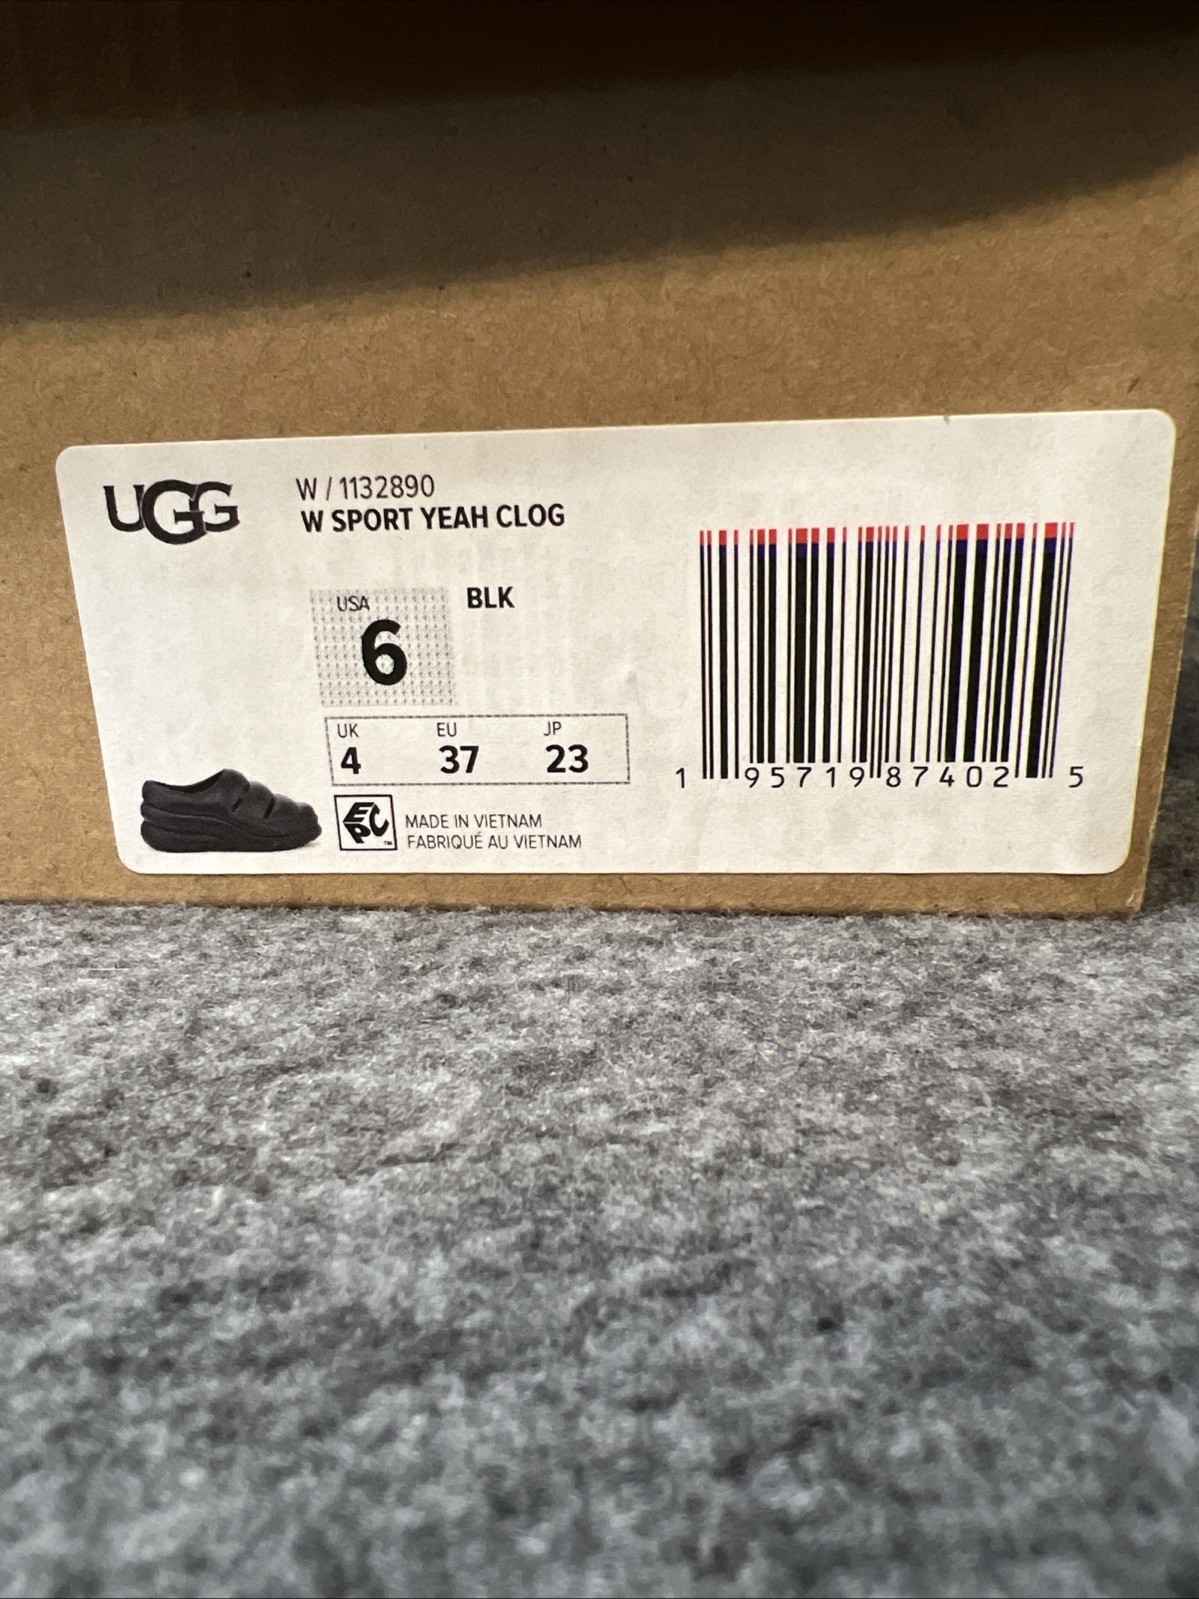 UGG
W / 1132890
W SPORT YEAH CLOG
USA
6
BLK
UK EU JP
4 37 23
EPC™
MADE IN VIETNAM
FABRIQUÉ AU VIETNAM
1 95719 87402 5